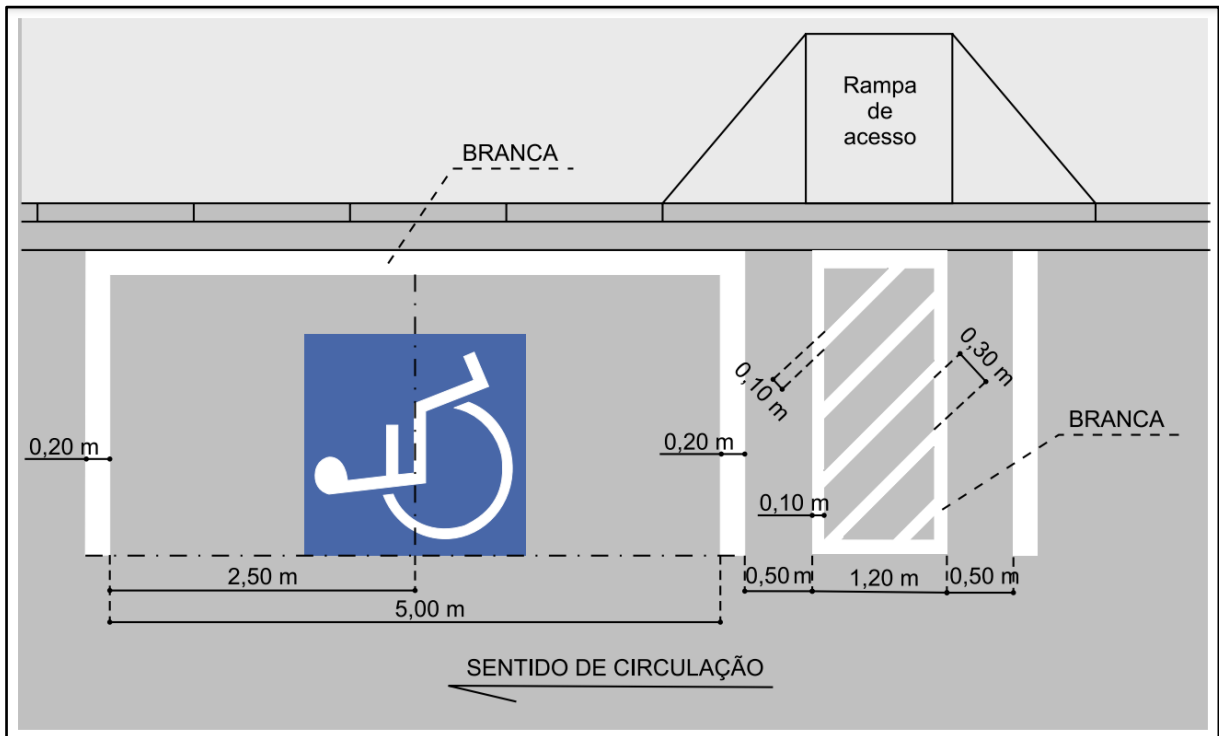 Rampa
de
acesso
BRANCA
0,20 m
0,20 m
0,10 m
0,30 m
BRANCA
0,10 m
2,50 m
0,50 m
1,20 m
0,50 m
5,00 m
SENTIDO DE CIRCULAÇÃO